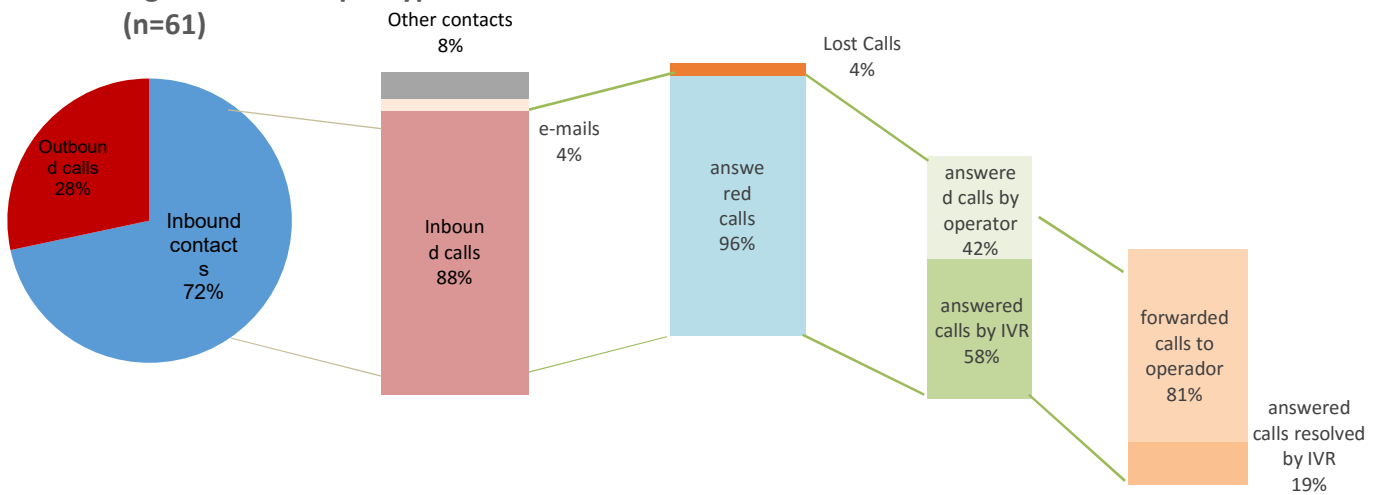 (n=61)
Outboun
d calls
28%
Inbound
contact
s
72%
Other contacts
8%
e-mails
4%
Inboun
d calls
88%
answe
red
calls
96%
Lost Calls
4%
answere
d calls by
operator
42%
answered
calls by IVR
58%
forwarded
calls to
operador
81%
answered
calls resolved
by IVR
19%